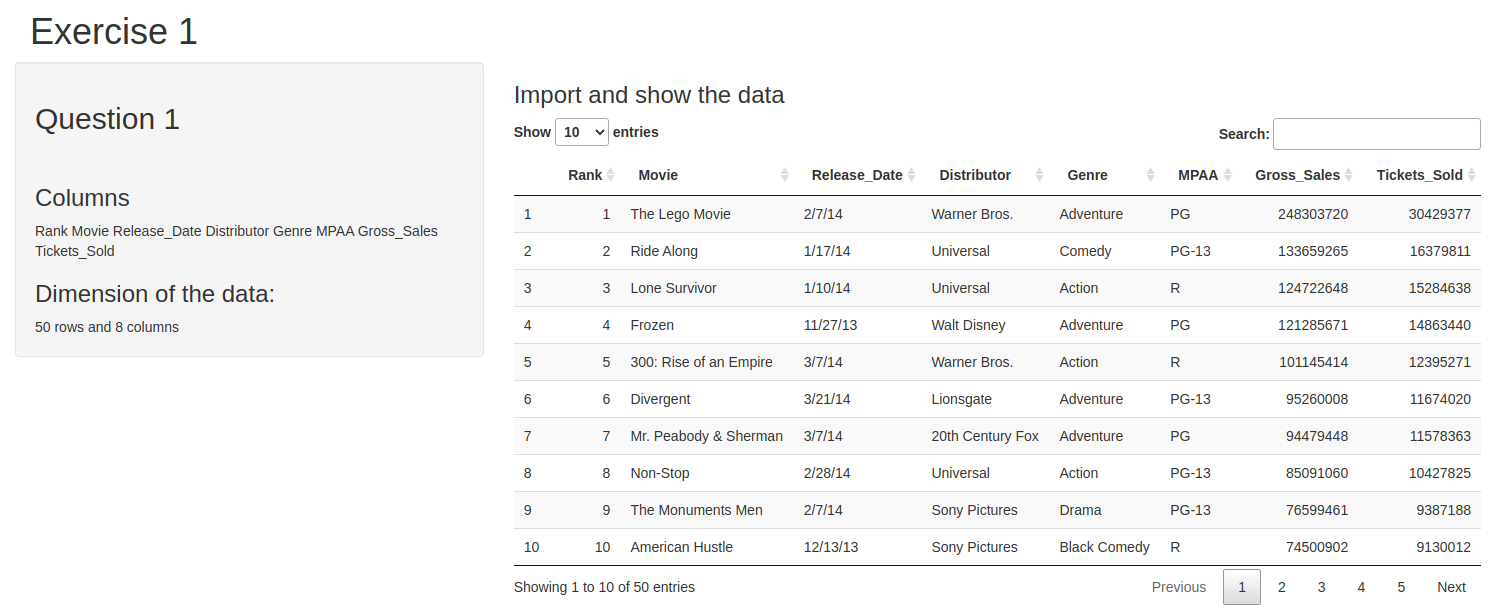 Exercise 1
Question 1
Columns
Rank Movie Release_Date Distributor Genre MPAA Gross_Sales
Tickets_Sold
Dimension of the data:
50 rows and 8 columns
Import and show the data
Show 10 entries Search:
Rank Movie Release_Date Distributor Genre MPAA Gross_Sales Tickets_Sold
1 1 The Lego Movie 2/7/14 Warner Bros. Adventure PG 248303720 30429377
2 2 Ride Along 1/17/14 Universal Comedy PG-13 133659265 16379811
3 3 Lone Survivor 1/10/14 Universal Action R 124722648 15284638
4 4 Frozen 11/27/13 Walt Disney Adventure PG 121285671 14863440
5 5 300: Rise of an Empire 3/7/14 Warner Bros. Action R 101145414 12395271
6 6 Divergent 3/21/14 Lionsgate Adventure PG-13 95260008 11674020
7 7 Mr. Peabody & Sherman 3/7/14 20th Century Fox Adventure PG 94479448 11578363
8 8 Non-Stop 2/28/14 Universal Action PG-13 85091060 10427825
9 9 The Monuments Men 2/7/14 Sony Pictures Drama PG-13 76599461 9387188
10 10 American Hustle 12/13/13 Sony Pictures Black Comedy R 74500902 9130012
Showing 1 to 10 of 50 entries Previous 1 2 3 4 5 Next